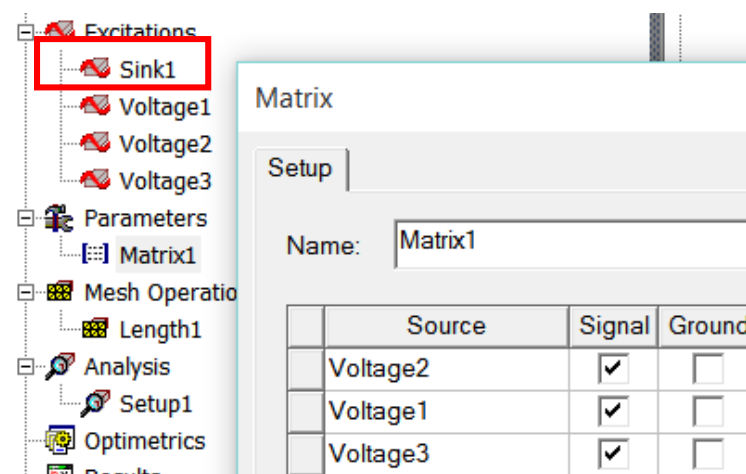 Excitations
Sink1
Voltage1
Voltage2
Voltage3
Parameters
Matrix1
Mesh Operatio
Length1
Analysis
Setup1
Optimetrics
Results
Matrix
Setup
Name: Matrix1
Source Signal Ground
Voltage2
Voltage1
Voltage3